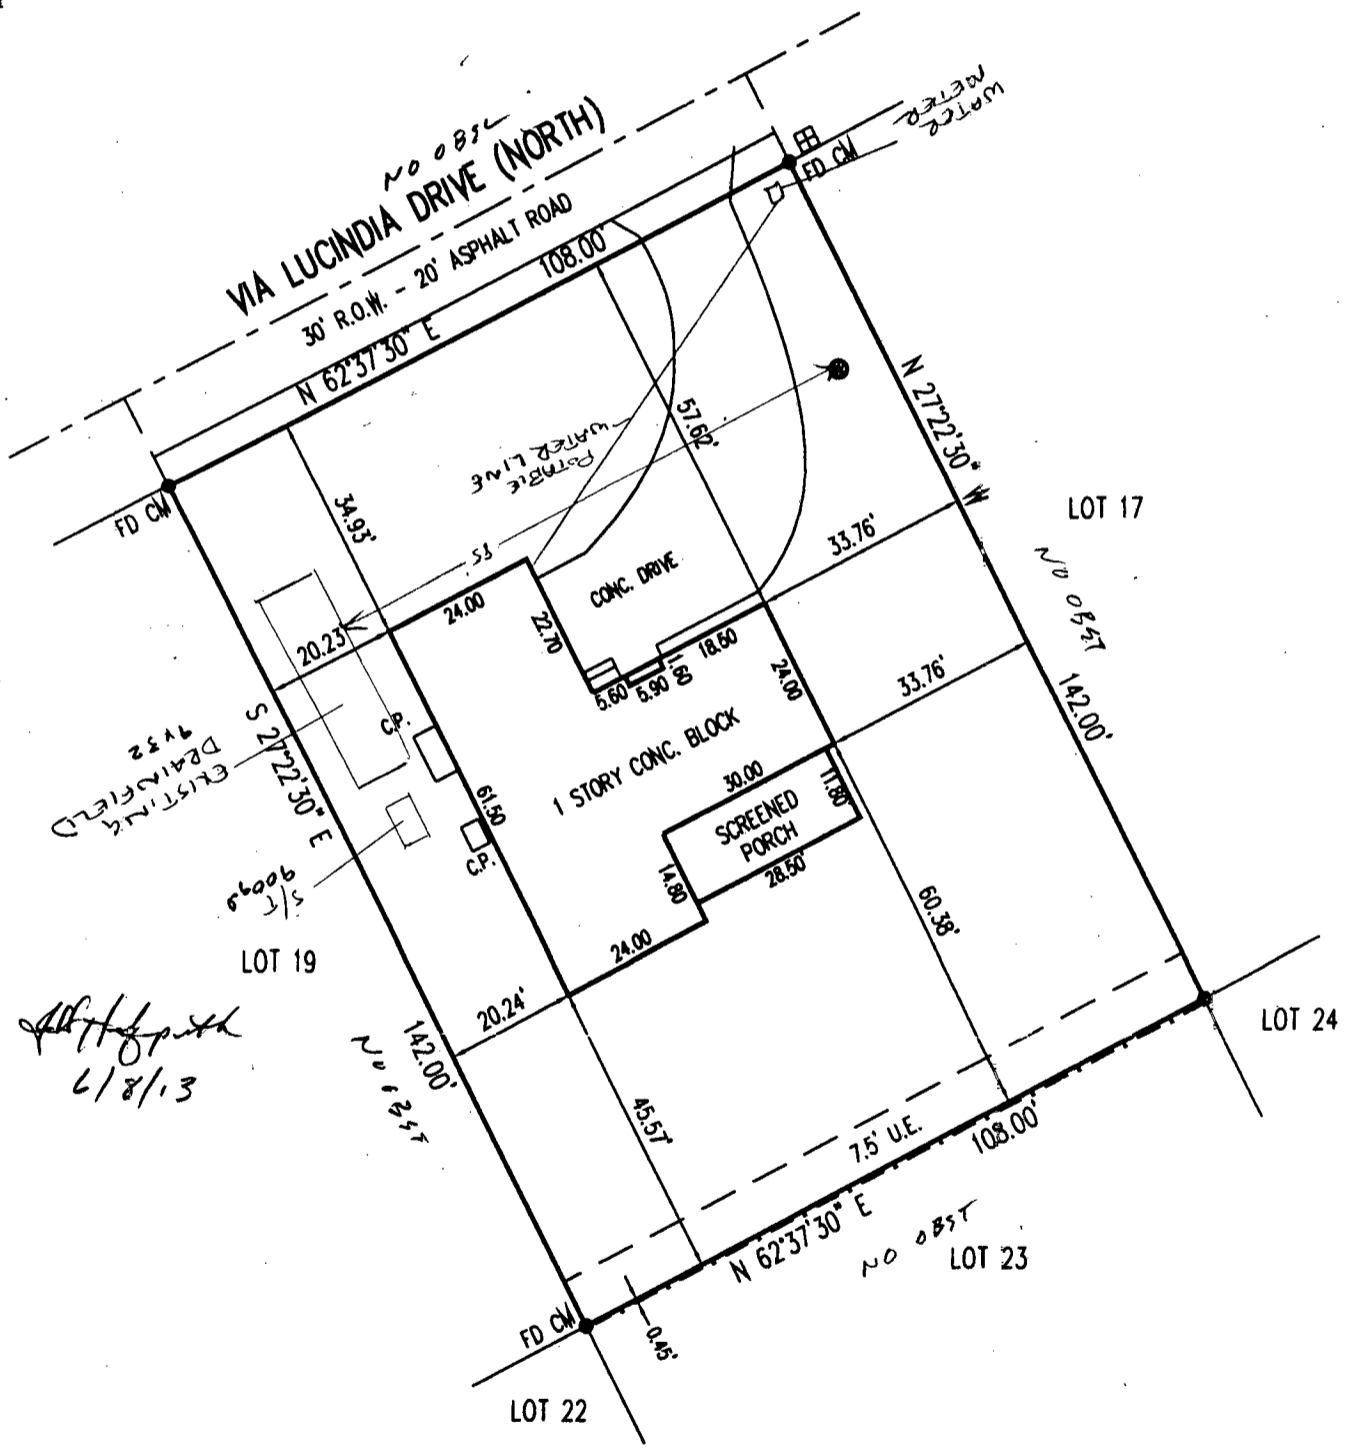 NO OBST
VIA LUCINDIA DRIVE (NORTH)
30' R.O.W. - 20' ASPHALT ROAD
108.00'
N 62°37'30" E
WATER
METER
FD CM
FD CM
34.93'
57.62'
N 27°22'30" W
LOT 17
NO OBST
142.00'
POTABLE
WATER LINE
55
33.76'
CONC. DRIVE
24.00
22.70
20.23'
5.60
5.90
1.60
18.50
24.00
33.76'
S 27°22'30" E
C.P.
EXISTING
DRAINFIELD
9x32
1 STORY CONC. BLOCK
61.50
30.00
11.80
SCREENED
PORCH
28.50'
14.80
C.P.
S/T
900g
LOT 19
24.00
20.24'
60.38'
142.00'
NO OBST
6/8/13
45.57'
7.5' U.E.
108.00'
N 62°37'30" E
NO OBST
LOT 23
LOT 24
FD CM
0.45'
LOT 22